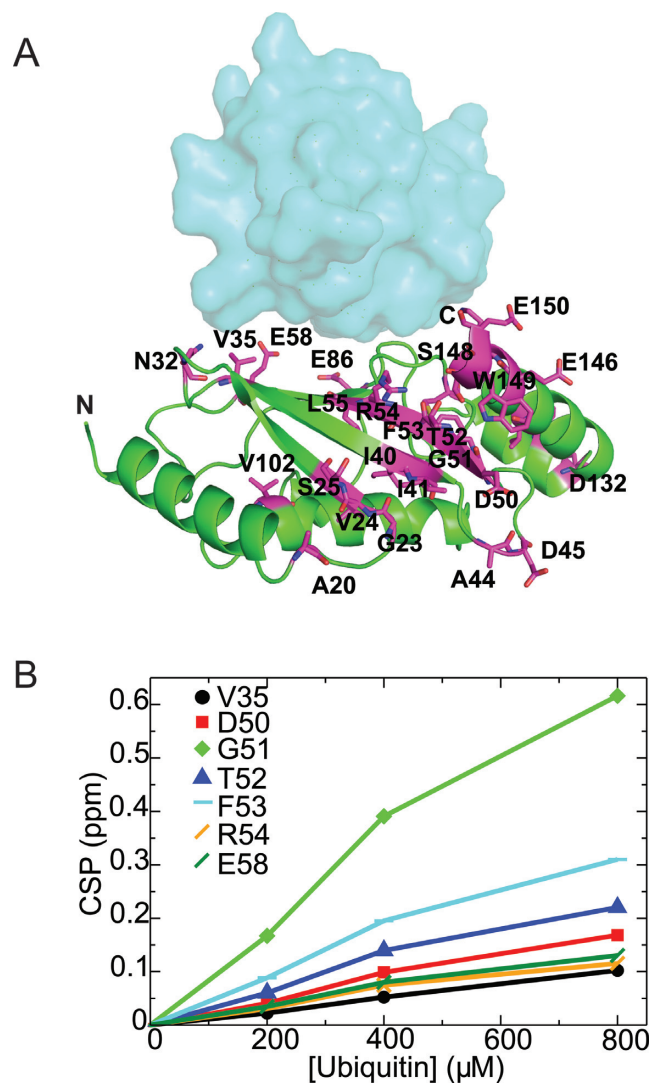 A
C E150
N32 V35 E58 E86 S148 W149 E146
N L55 R54 F53 T52
V102 S25 I40 I41 G51 D50 D132
V24 G23
A20 A44 D45
B
0.6
0.5
0.4
0.3
0.2
0.1
0
CSP (ppm)
V35
D50
G51
T52
F53
R54
E58
200 400 600 800
[Ubiquitin] (µM)